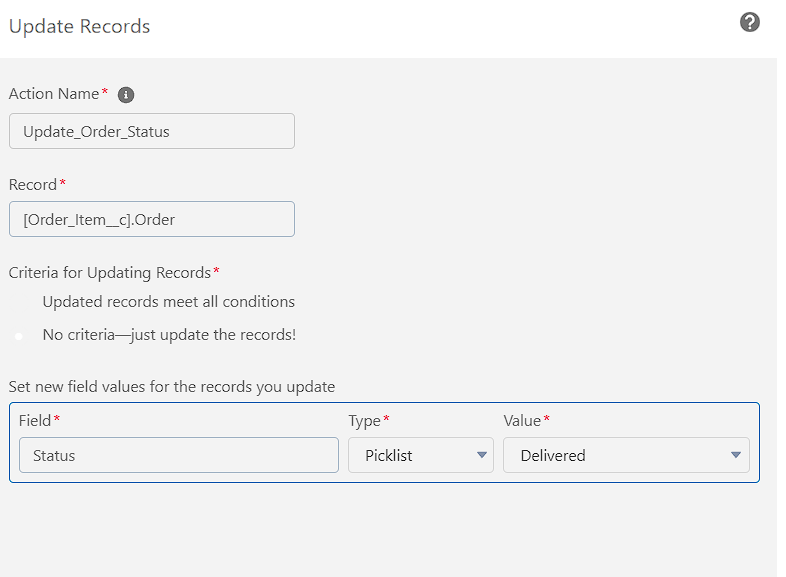 Update Records
?
Action Name* i
Update_Order_Status
Record*
[Order_Item__c].Order
Criteria for Updating Records*
Updated records meet all conditions
No criteria—just update the records!
Set new field values for the records you update
Field* Type* Value*
Status Picklist Delivered